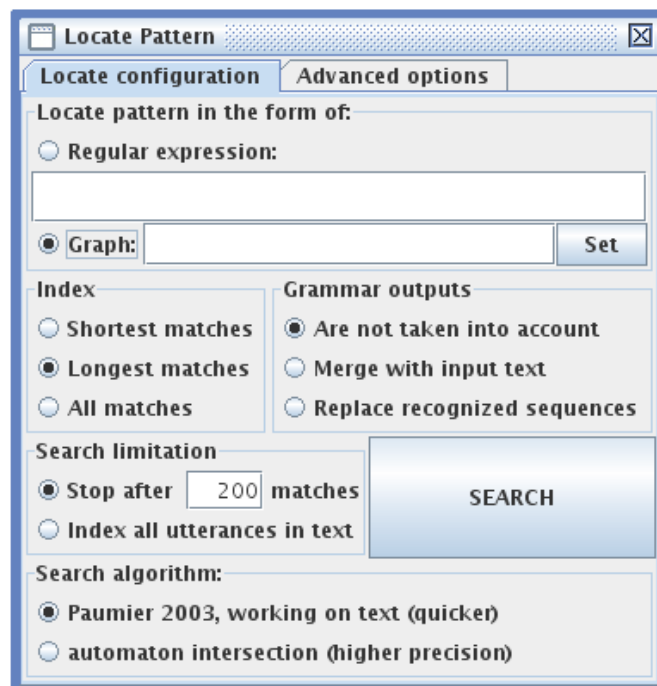 Locate Pattern
Locate configuration Advanced options
Locate pattern in the form of:
Regular expression:
Graph: Set
Index
Shortest matches
Longest matches
All matches
Grammar outputs
Are not taken into account
Merge with input text
Replace recognized sequences
Search limitation
Stop after 200 matches
Index all utterances in text
SEARCH
Search algorithm:
Paumier 2003, working on text (quicker)
automaton intersection (higher precision)